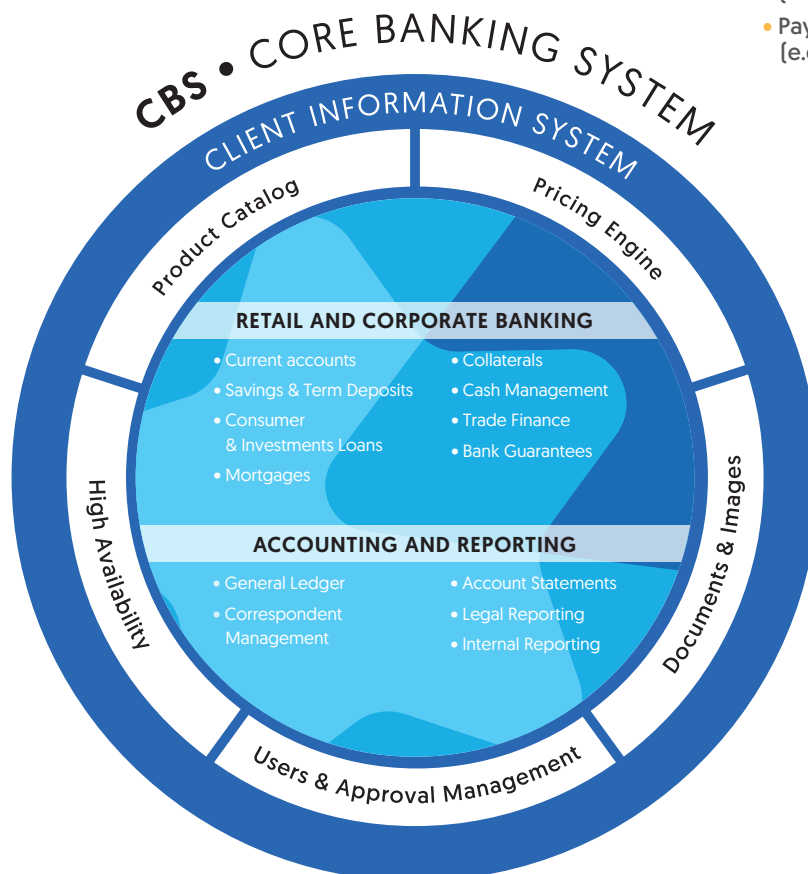 CBS • CORE BANKING SYSTEM
CLIENT INFORMATION SYSTEM
Product Catalog
Pricing Engine
RETAIL AND CORPORATE BANKING
• Current accounts
• Savings & Term Deposits
• Consumer
& Investments Loans
• Mortgages
• Collaterals
• Cash Management
• Trade Finance
• Bank Guarantees
High Availability
Documents & Images
ACCOUNTING AND REPORTING
• General Ledger
• Correspondent
Management
• Account Statements
• Legal Reporting
• Internal Reporting
Users & Approval Management